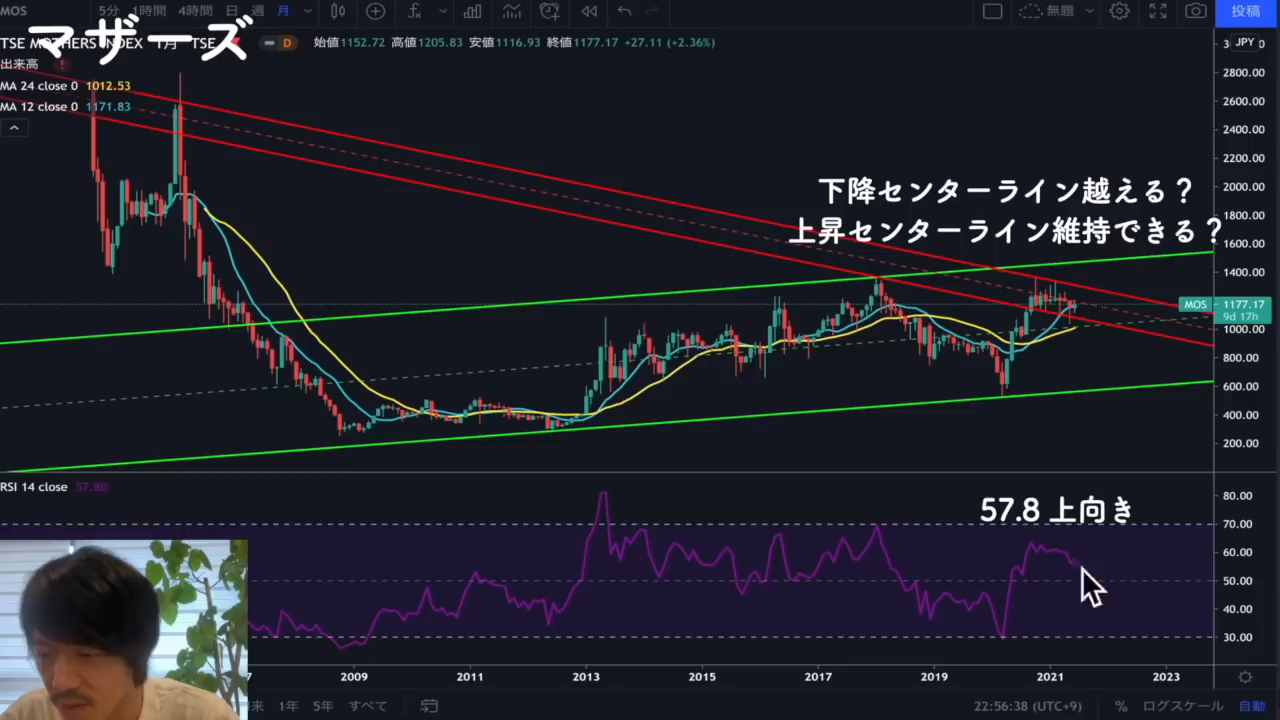 MOS 5分 1時間 4時間 日 週 月 無題 投稿
マザーズ
TSE MOTHERS INDEX 1月 TSE D 始値1152.72 高値1205.83 安値1116.93 終値1177.17 +27.11 (+2.36%) JPY
出来高
MA 24 close 0 1012.53
MA 12 close 0 1171.83
2800.00
2600.00
2400.00
2200.00
2000.00
1800.00
1600.00
1400.00
MOS 1177.17
9d 17h
1000.00
800.00
600.00
400.00
200.00
下降センターライン越える？
上昇センターライン維持できる？
RSI 14 close 57.80
57.8 上向き
80.00
70.00
60.00
50.00
40.00
30.00
2009 2011 2013 2015 2017 2019 2021 2023
来 1年 5年 すべて 22:56:38 (UTC+9) % ログスケール 自動